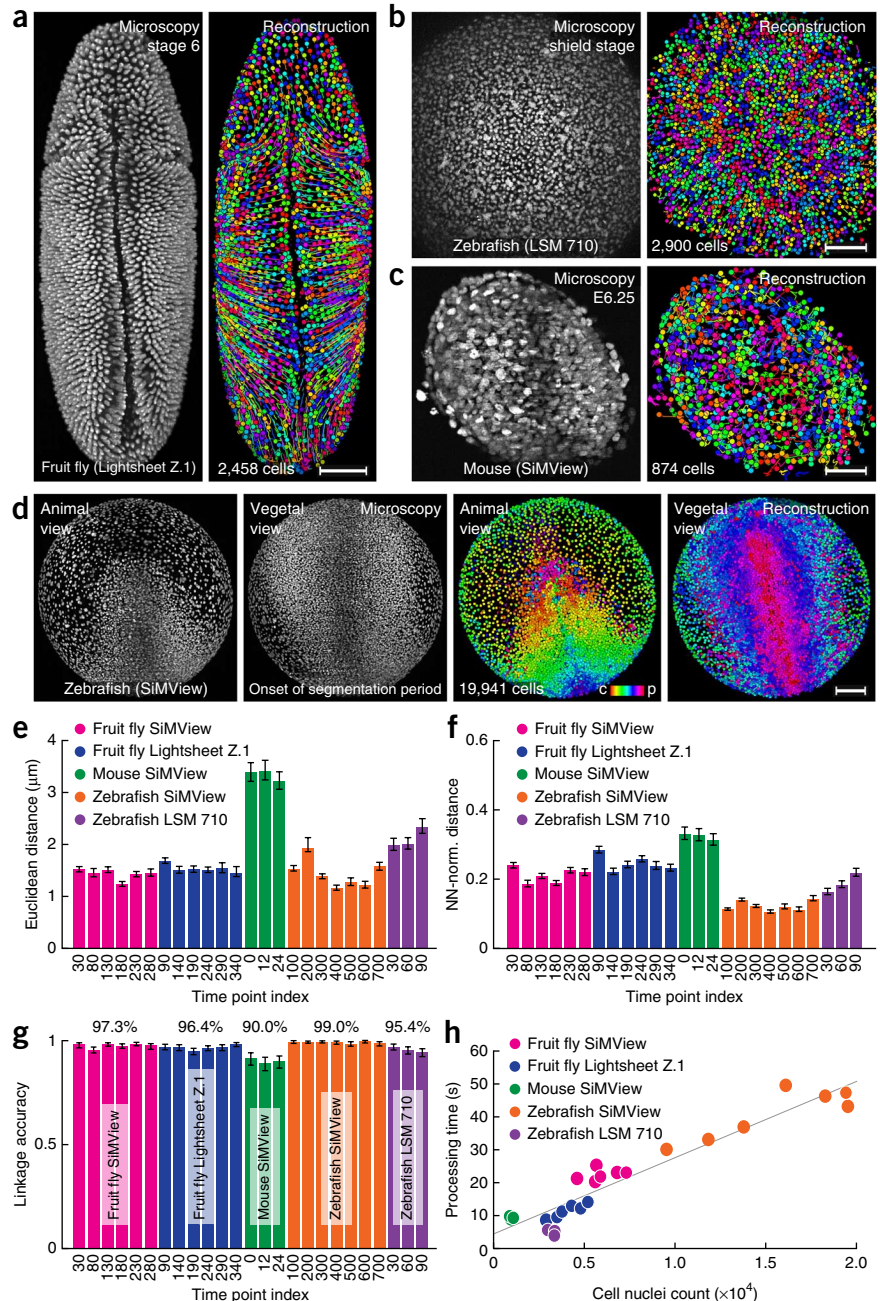 a
Microscopy
stage 6
Fruit fly (Lightsheet Z.1)
Reconstruction
2,458 cells
b
Microscopy
shield stage
Zebrafish (LSM 710)
Reconstruction
2,900 cells
c
Microscopy
E6.25
Mouse (SiMView)
Reconstruction
874 cells
d
Animal
view
Zebrafish (SiMView)
Vegetal
view
Microscopy
Onset of segmentation period
Animal
view
19,941 cells
c p
Vegetal
view
Reconstruction
e
Fruit fly SiMView
Fruit fly Lightsheet Z.1
Mouse SiMView
Zebrafish SiMView
Zebrafish LSM 710
Euclidean distance (μm)
4
3
2
1
0
30 80 130 180 230 280 90 140 190 240 290 340 0 12 24 100 200 300 400 500 600 700 30 60 90
Time point index
f
Fruit fly SiMView
Fruit fly Lightsheet Z.1
Mouse SiMView
Zebrafish SiMView
Zebrafish LSM 710
NN-norm. distance
0.6
0.4
0.2
0
30 80 130 180 230 280 90 140 190 240 290 340 0 12 24 100 200 300 400 500 600 700 30 60 90
Time point index
g
97.3% 96.4% 90.0% 99.0% 95.4%
Linkage accuracy
1
0.5
0
Fruit fly SiMView
Fruit fly Lightsheet Z.1
Mouse SiMView
Zebrafish SiMView
Zebrafish LSM 710
30 80 130 180 230 280 90 140 190 240 290 340 0 12 24 100 200 300 400 500 600 700 30 60 90
Time point index
h
Fruit fly SiMView
Fruit fly Lightsheet Z.1
Mouse SiMView
Zebrafish SiMView
Zebrafish LSM 710
Processing time (s)
60
50
40
30
20
10
0
0 0.5 1.0 1.5 2.0
Cell nuclei count (×10⁴)